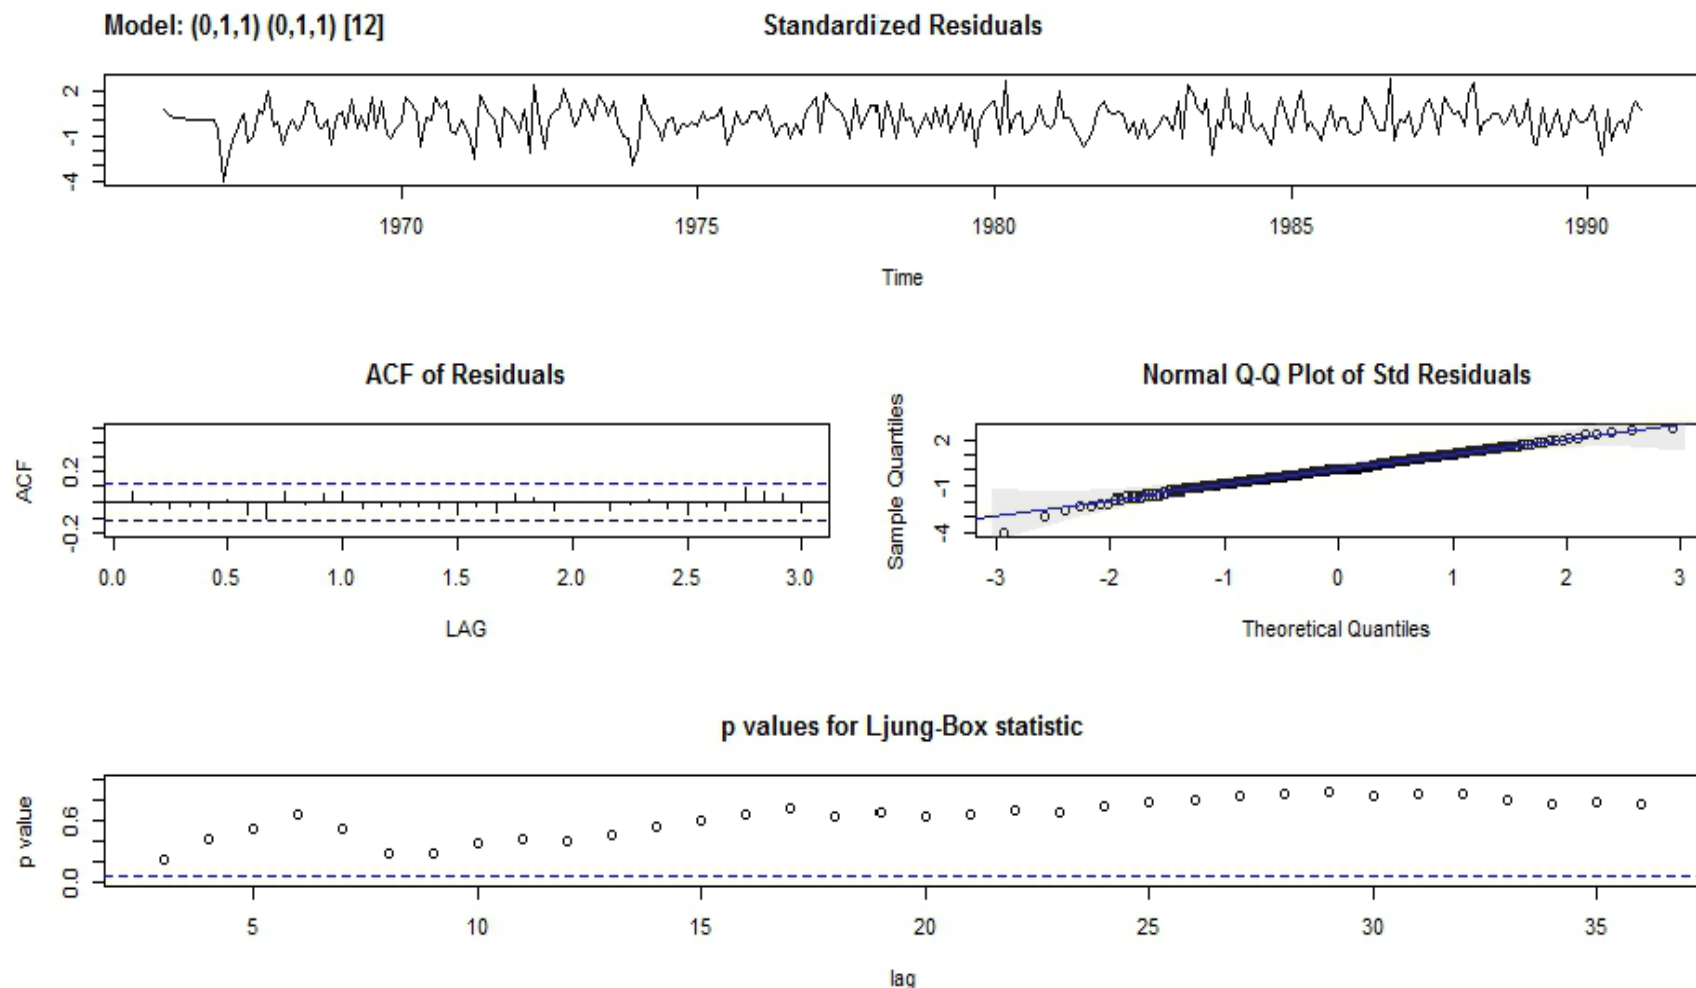 Model: (0,1,1) (0,1,1) [12]
Standardized Residuals
2
-1
-4
1970 1975 1980 1985 1990
Time
ACF of Residuals
ACF
0.2
-0.2
0.0 0.5 1.0 1.5 2.0 2.5 3.0
LAG
Normal Q-Q Plot of Std Residuals
Sample Quantiles
2
-1
-4
-3 -2 -1 0 1 2 3
Theoretical Quantiles
p values for Ljung-Box statistic
p value
0.6
0.0
5 10 15 20 25 30 35
lag